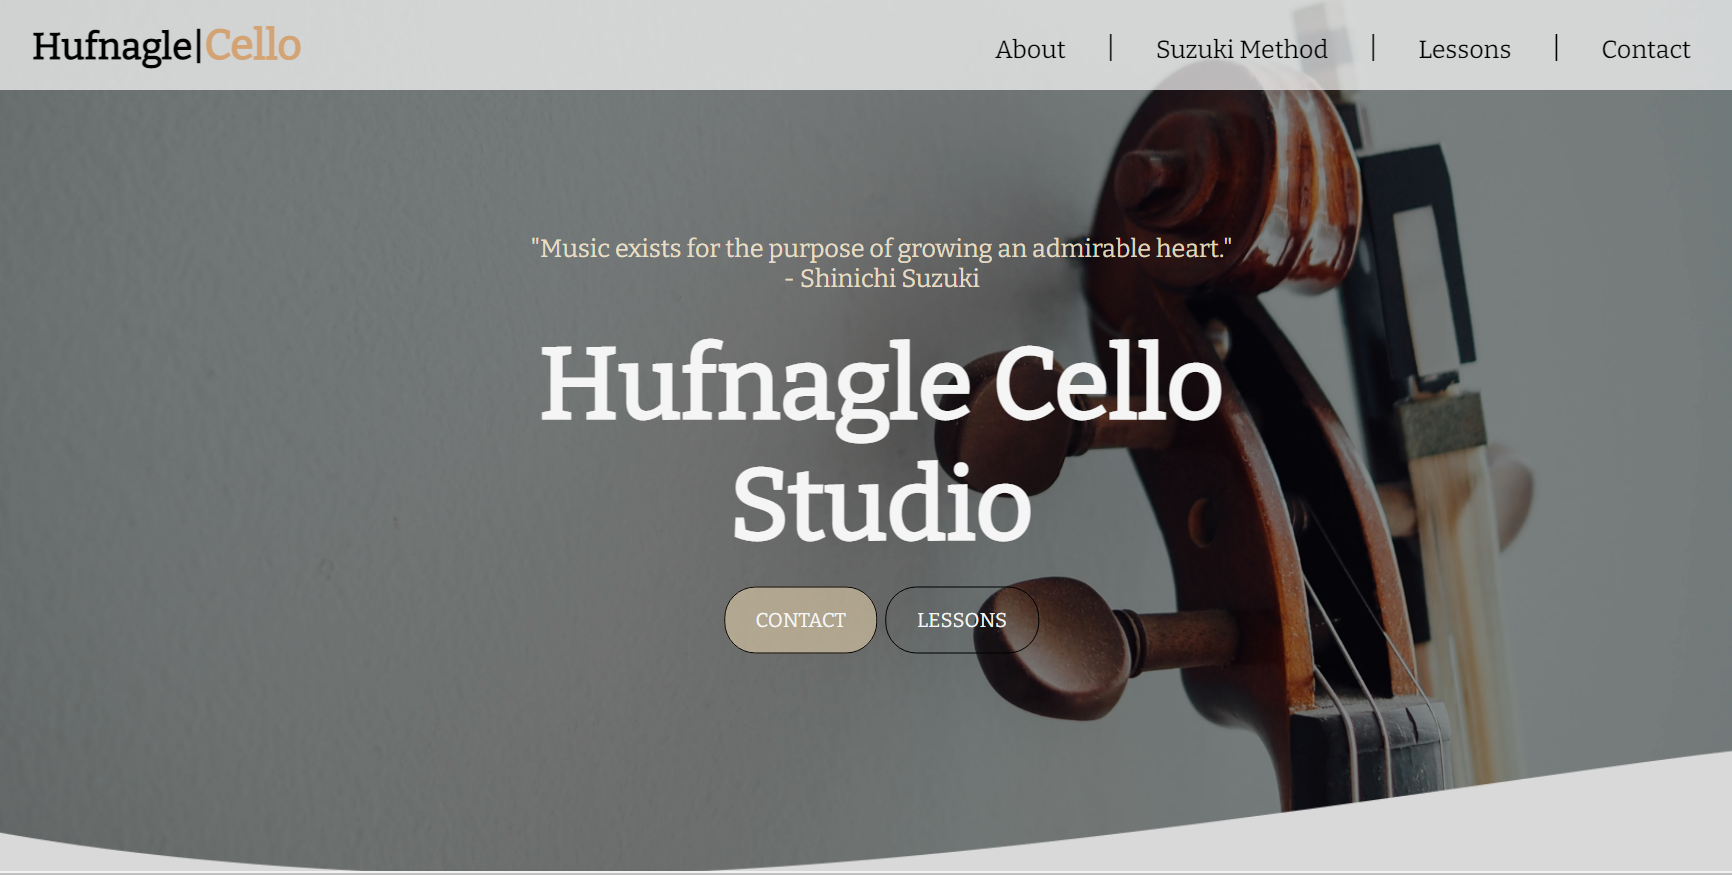 Hufnagle|Cello
About | Suzuki Method | Lessons | Contact
"Music exists for the purpose of growing an admirable heart."
- Shinichi Suzuki
Hufnagle Cello
Studio
CONTACT
LESSONS